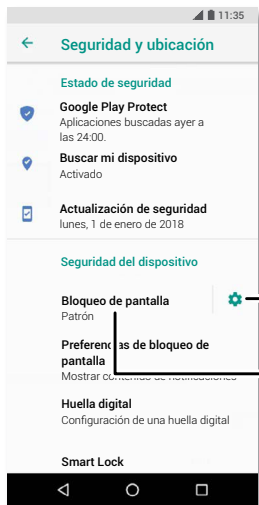 11:35
Seguridad y ubicación
Estado de seguridad
Google Play Protect
Aplicaciones buscadas ayer a
las 24:00.
Buscar mi dispositivo
Activado
Actualización de seguridad
lunes, 1 de enero de 2018
Seguridad del dispositivo
Bloqueo de pantalla
Patrón
Preferencias de bloqueo de
pantalla
Mostrar contenido de notificaciones
Huella digital
Configuración de una huella digital
Smart Lock